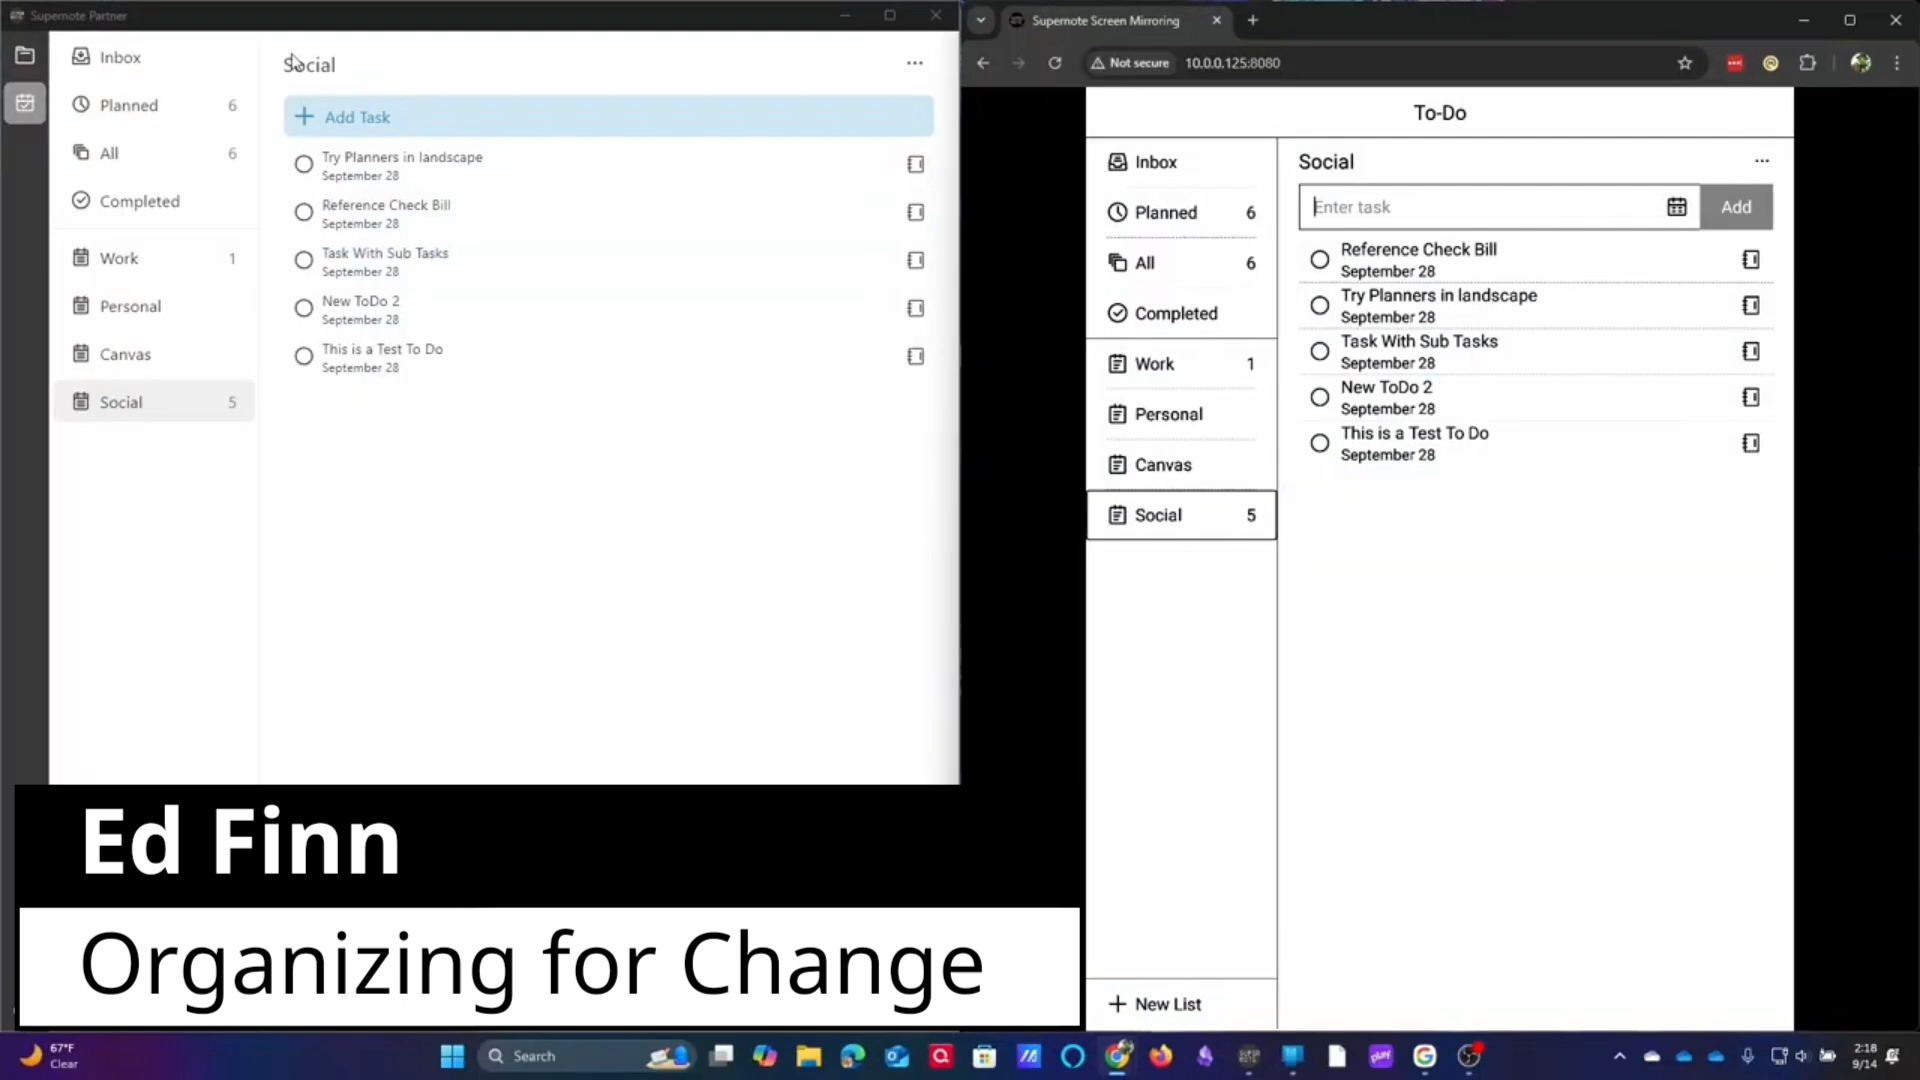 Supernote Partner
Inbox
Planned 6
All 6
Completed
Work 1
Personal
Canvas
Social 5
Social
Add Task
Try Planners in landscape
September 28
Reference Check Bill
September 28
Task With Sub Tasks
September 28
New ToDo 2
September 28
This is a Test To Do
September 28
Supernote Screen Mirroring
Not secure 10.0.0.125:8080
To-Do
Inbox
Planned 6
All 6
Completed
Work 1
Personal
Canvas
Social 5
New List
Social
Enter task
Add
Reference Check Bill
September 28
Try Planners in landscape
September 28
Task With Sub Tasks
September 28
New ToDo 2
September 28
This is a Test To Do
September 28
Ed Finn
Organizing for Change
67°F
Clear
Search
play
2:18
9/14